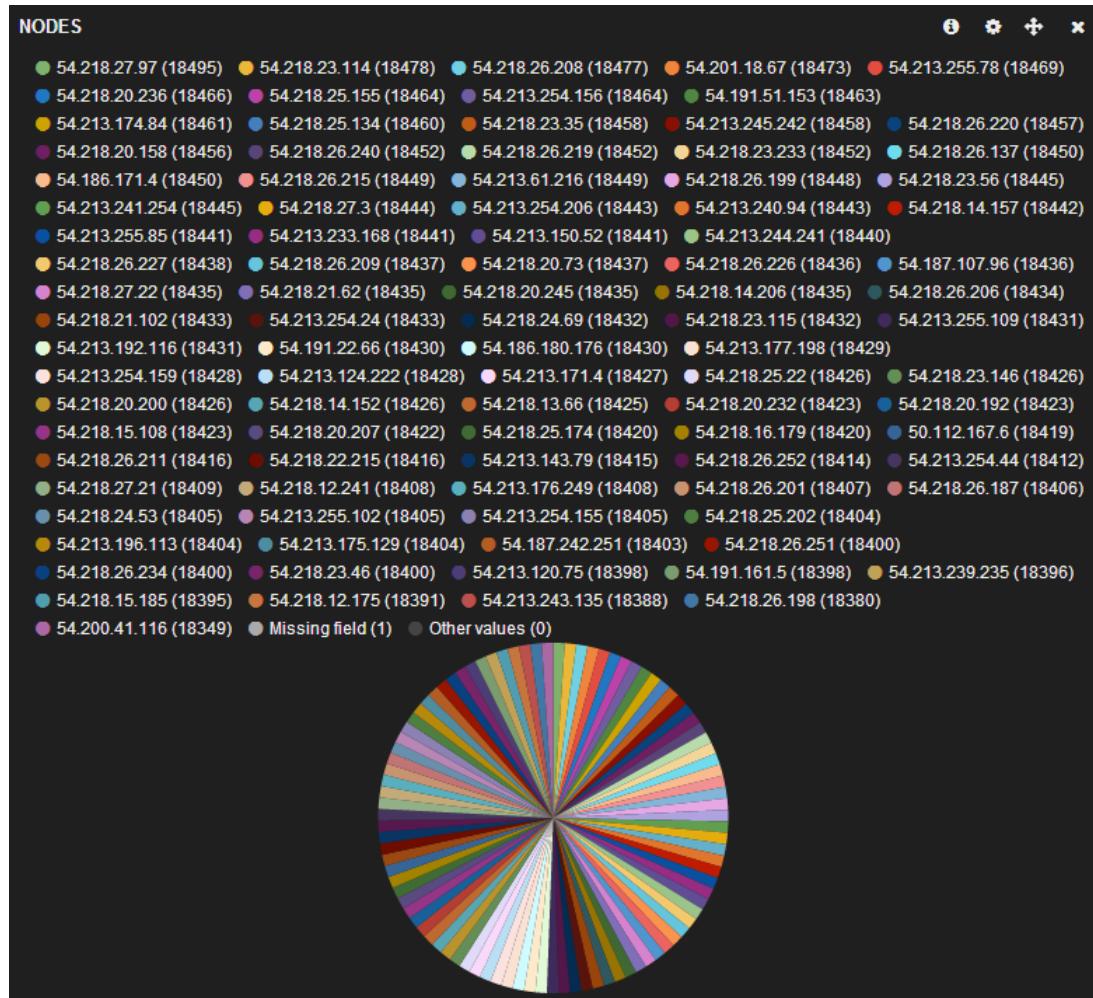 NODES
54.218.27.97 (18495) 54.218.23.114 (18478) 54.218.26.208 (18477) 54.201.18.67 (18473) 54.213.255.78 (18469)
54.218.20.236 (18466) 54.218.25.155 (18464) 54.213.254.156 (18464) 54.191.51.153 (18463)
54.213.174.84 (18461) 54.218.25.134 (18460) 54.218.23.35 (18458) 54.213.245.242 (18458) 54.218.26.220 (18457)
54.218.20.158 (18456) 54.218.26.240 (18452) 54.218.26.219 (18452) 54.218.23.233 (18452) 54.218.26.137 (18450)
54.186.171.4 (18450) 54.218.26.215 (18449) 54.213.61.216 (18449) 54.218.26.199 (18448) 54.218.23.56 (18445)
54.213.241.254 (18445) 54.218.27.3 (18444) 54.213.254.206 (18443) 54.213.240.94 (18443) 54.218.14.157 (18442)
54.213.255.85 (18441) 54.213.233.168 (18441) 54.213.150.52 (18441) 54.213.244.241 (18440)
54.218.26.227 (18438) 54.218.26.209 (18437) 54.218.20.73 (18437) 54.218.26.226 (18436) 54.187.107.96 (18436)
54.218.27.22 (18435) 54.218.21.62 (18435) 54.218.20.245 (18435) 54.218.14.206 (18435) 54.218.26.206 (18434)
54.218.21.102 (18433) 54.213.254.24 (18433) 54.218.24.69 (18432) 54.218.23.115 (18432) 54.213.255.109 (18431)
54.213.192.116 (18431) 54.191.22.66 (18430) 54.186.180.176 (18430) 54.213.177.198 (18429)
54.213.254.159 (18428) 54.213.124.222 (18428) 54.213.171.4 (18427) 54.218.25.22 (18426) 54.218.23.146 (18426)
54.218.20.200 (18426) 54.218.14.152 (18426) 54.218.13.66 (18425) 54.218.20.232 (18423) 54.218.20.192 (18423)
54.218.15.108 (18423) 54.218.20.207 (18422) 54.218.25.174 (18420) 54.218.16.179 (18420) 50.112.167.6 (18419)
54.218.26.211 (18416) 54.218.22.215 (18416) 54.213.143.79 (18415) 54.218.26.252 (18414) 54.213.254.44 (18412)
54.218.27.21 (18409) 54.218.12.241 (18408) 54.213.176.249 (18408) 54.218.26.201 (18407) 54.218.26.187 (18406)
54.218.24.53 (18405) 54.213.255.102 (18405) 54.213.254.155 (18405) 54.218.25.202 (18404)
54.213.196.113 (18404) 54.213.175.129 (18404) 54.187.242.251 (18403) 54.218.26.251 (18400)
54.218.26.234 (18400) 54.218.23.46 (18400) 54.213.120.75 (18398) 54.191.161.5 (18398) 54.213.239.235 (18396)
54.218.15.185 (18395) 54.218.12.175 (18391) 54.213.243.135 (18388) 54.218.26.198 (18380)
54.200.41.116 (18349) Missing field (1) Other values (0)